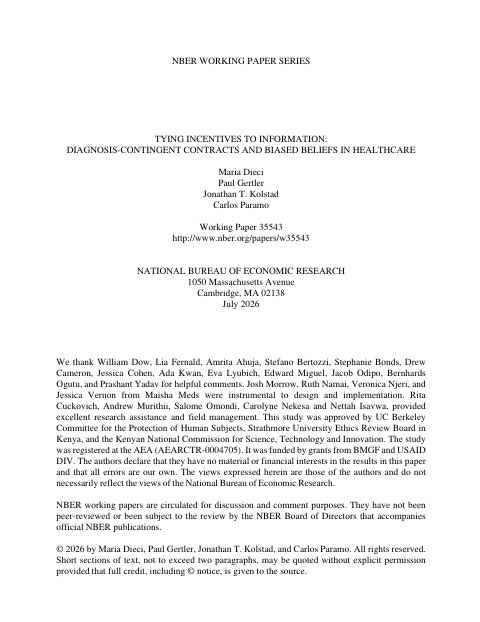 NBER WORKING PAPER SERIES
TYING INCENTIVES TO INFORMATION:
DIAGNOSIS-CONTINGENT CONTRACTS AND BIASED BELIEFS IN HEALTHCARE
Maria Dieci
Paul Gertler
Jonathan T. Kolstad
Carlos Paramo
Working Paper 35543
http://www.nber.org/papers/w35543
NATIONAL BUREAU OF ECONOMIC RESEARCH
1050 Massachusetts Avenue
Cambridge, MA 02138
July 2026
We thank William Dow, Lia Fernald, Amrita Ahuja, Stefano Bertozzi, Stephanie Bonds, Drew
Cameron, Jessica Cohen, Ada Kwan, Eva Lyubich, Edward Miguel, Jacob Odipo, Bernhards
Ogutu, and Prashant Yadav for helpful comments. Josh Morrow, Ruth Namai, Veronica Njeri, and
Jessica Vernon from Maisha Meds were instrumental to design and implementation. Rita
Cuckovich, Andrew Murithii, Salome Omondi, Carolyne Nekesa and Nettah Isavwa, provided
excellent research assistance and field management. This study was approved by UC Berkeley
Committee for the Protection of Human Subjects, Strathmore University Ethics Review Board in
Kenya, and the Kenyan National Commission for Science, Technology and Innovation. The study
was registered at the AEA (AEARCTR-0004705). It was funded by grants from BMGF and USAID
DIV. The authors declare that they have no material or financial interests in the results in this paper
and that all errors are our own. The views expressed herein are those of the authors and do not
necessarily reflect the views of the National Bureau of Economic Research.
NBER working papers are circulated for discussion and comment purposes. They have not been
peer-reviewed or been subject to the review by the NBER Board of Directors that accompanies
official NBER publications.
© 2026 by Maria Dieci, Paul Gertler, Jonathan T. Kolstad, and Carlos Paramo. All rights reserved.
Short sections of text, not to exceed two paragraphs, may be quoted without explicit permission
provided that full credit, including © notice, is given to the source.